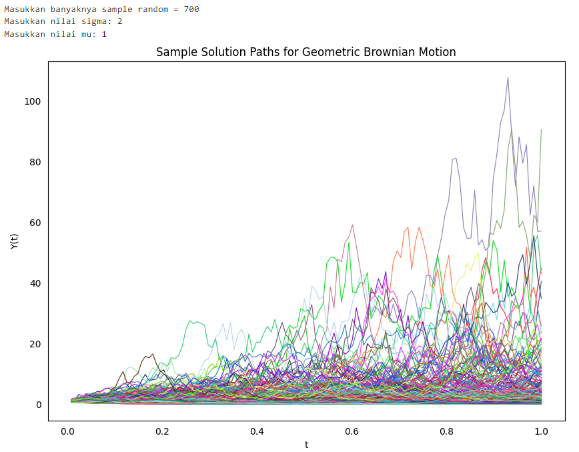 Masukkan banyaknya sample random = 700
Masukkan nilai sigma: 2
Masukkan nilai mu: 1
Sample Solution Paths for Geometric Brownian Motion
100
80
60
40
20
0
Y(t)
0.0 0.2 0.4 0.6 0.8 1.0
t